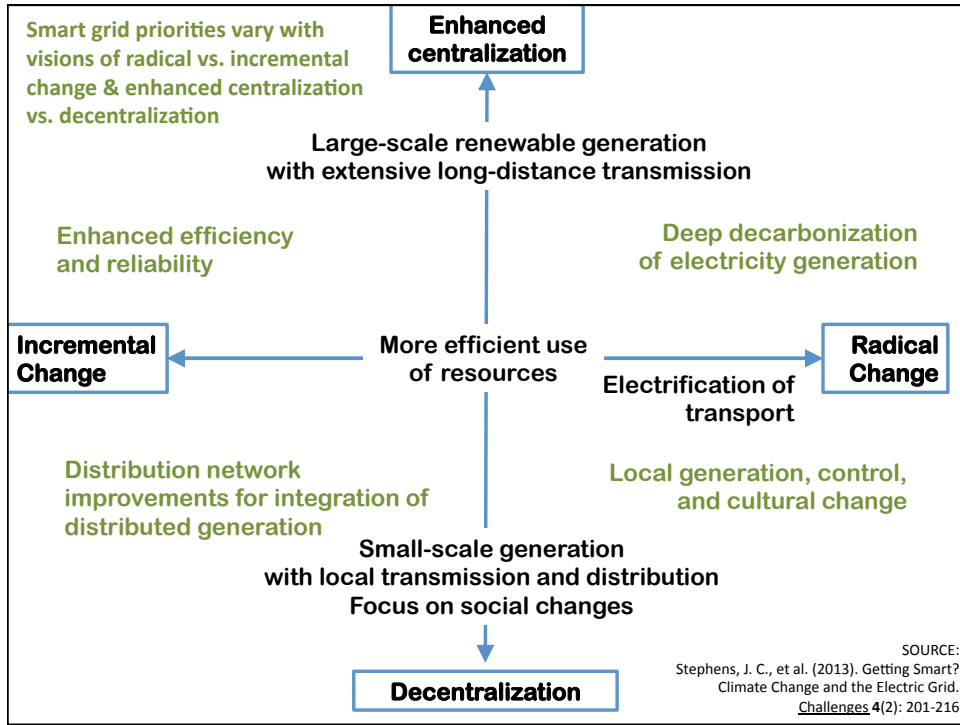 Smart grid priorities vary with
visions of radical vs. incremental
change & enhanced centralization
vs. decentralization
Enhanced
centralization
Large-scale renewable generation
with extensive long-distance transmission
Enhanced efficiency
and reliability
Deep decarbonization
of electricity generation
Incremental
Change
More efficient use
of resources
Radical
Change
Electrification of
transport
Distribution network
improvements for integration of
distributed generation
Local generation, control,
and cultural change
Small-scale generation
with local transmission and distribution
Focus on social changes
Decentralization
SOURCE:
Stephens, J. C., et al. (2013). Getting Smart?
Climate Change and the Electric Grid.
Challenges 4(2): 201-216